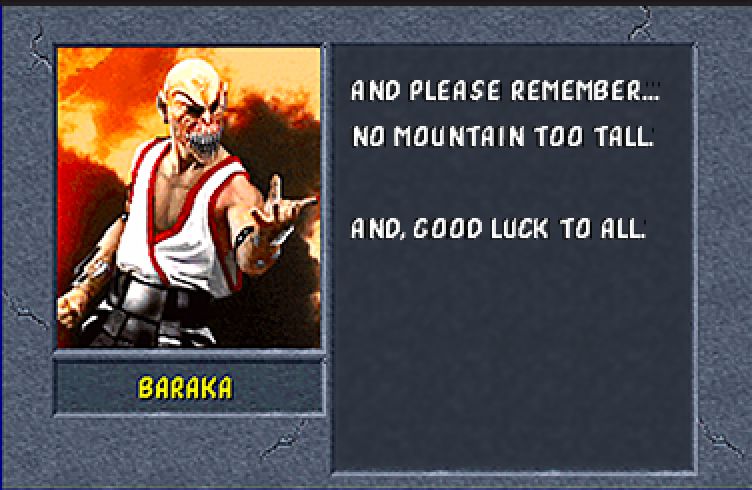 AND PLEASE REMEMBER...
NO MOUNTAIN TOO TALL.
AND, GOOD LUCK TO ALL.
BARAKA